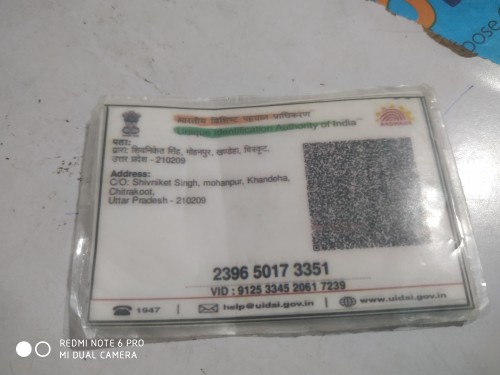 भारतीय विशिष्ट पहचान प्राधिकरण
Unique Identification Authority of India
AADHAAR
पता:
द्वारा: शिवनिकेत सिंह, मोहनपुर, खण्डेहा, चित्रकूट,
उत्तर प्रदेश - 210209
Address:
C/O: Shivniket Singh, mohanpur, Khandeha,
Chitrakoot,
Uttar Pradesh - 210209
2396 5017 3351
VID : 9125 3345 2061 7239
1947
help@uidai.gov.in
www.uidai.gov.in
pose
REDMI NOTE 6 PRO
MI DUAL CAMERA